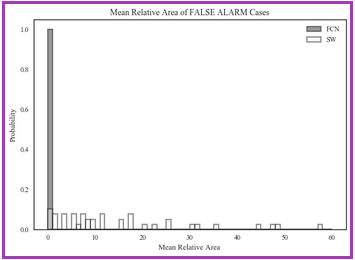 Mean Relative Area of FALSE ALARM Cases
FCN
SW
Probability
1.0
0.8
0.6
0.4
0.2
0.0
0
10
20
30
40
50
60
Mean Relative Area